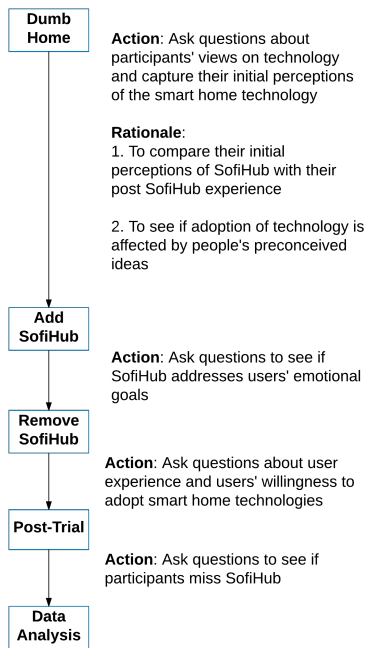 Dumb
Home
Action: Ask questions about
participants' views on technology
and capture their initial perceptions
of the smart home technology
Rationale:
1. To compare their initial
perceptions of SofiHub with their
post SofiHub experience
2. To see if adoption of technology is
affected by people's preconceived
ideas
Add
SofiHub
Action: Ask questions to see if
SofiHub addresses users' emotional
goals
Remove
SofiHub
Action: Ask questions about user
experience and users' willingness to
adopt smart home technologies
Post-Trial
Action: Ask questions to see if
participants miss SofiHub
Data
Analysis